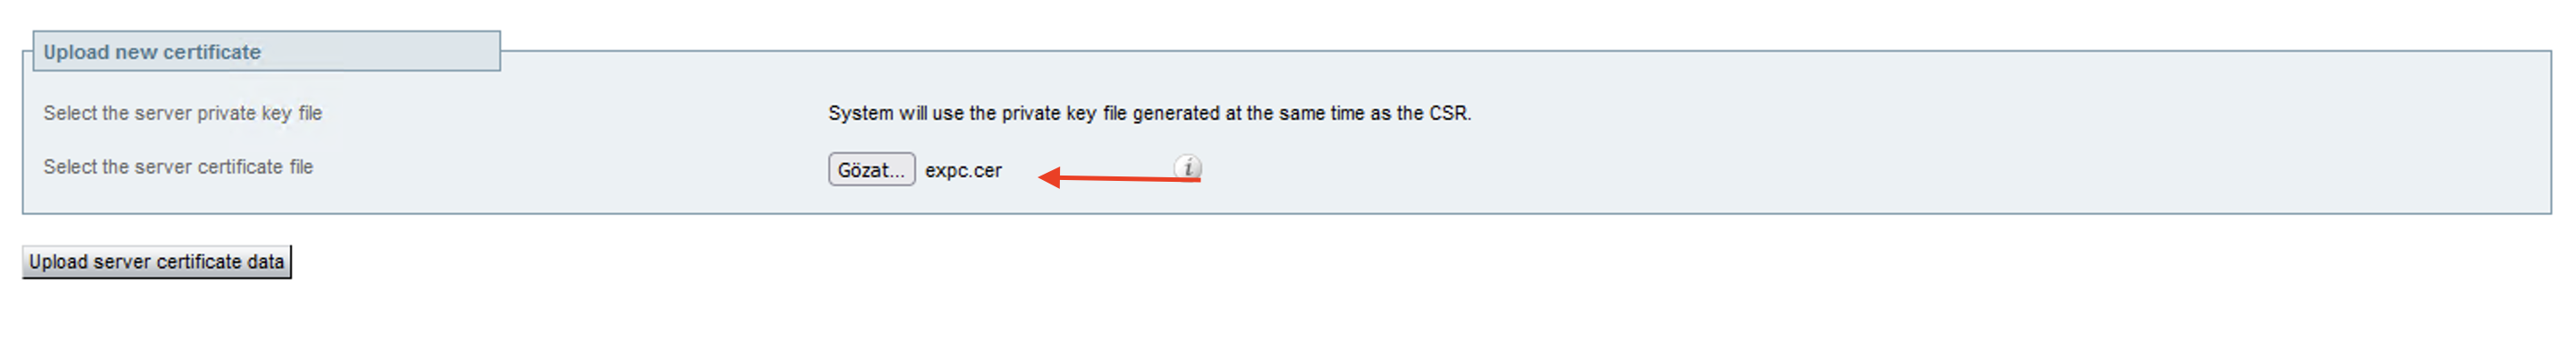 Upload new certificate
Select the server private key file System will use the private key file generated at the same time as the CSR.
Select the server certificate file Gözat... expc.cer i
Upload server certificate data